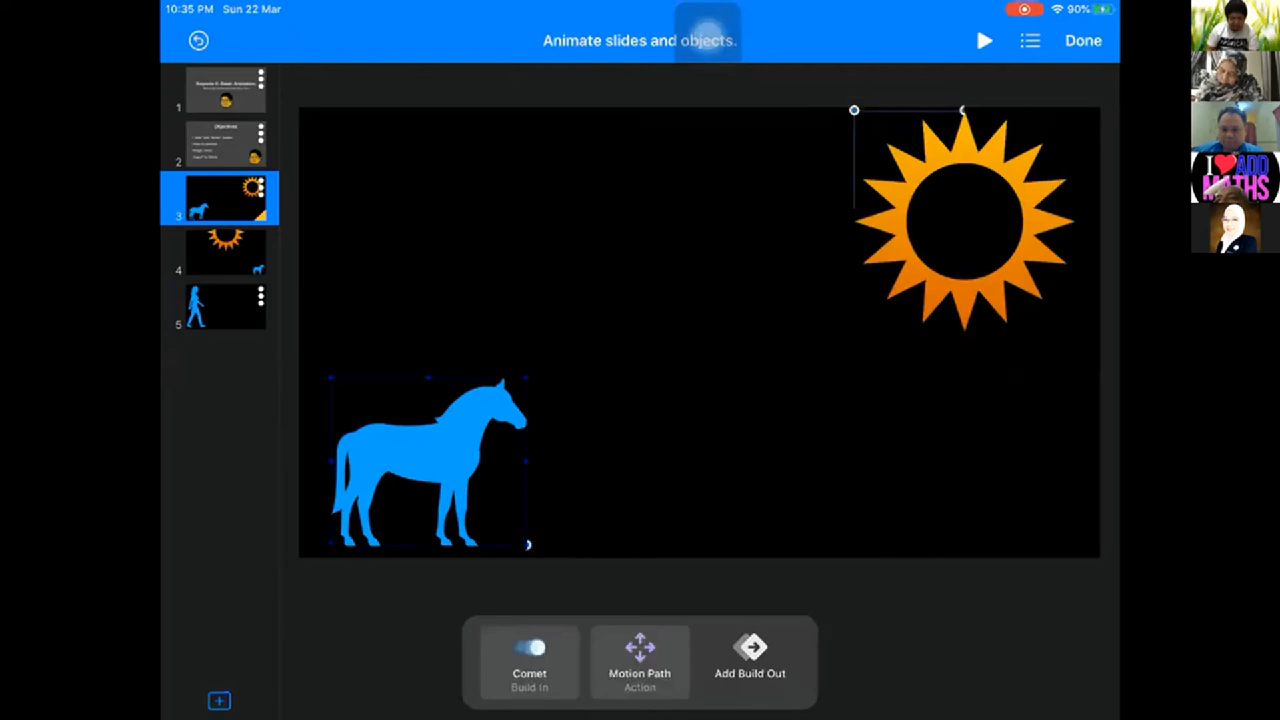 10:35 PM Sun 22 Mar
90%
Animate slides and objects.
Done
1
Objectives
2
3
4
5
Comet
Build In
Motion Path
Action
Add Build Out
I ADD
MATHS